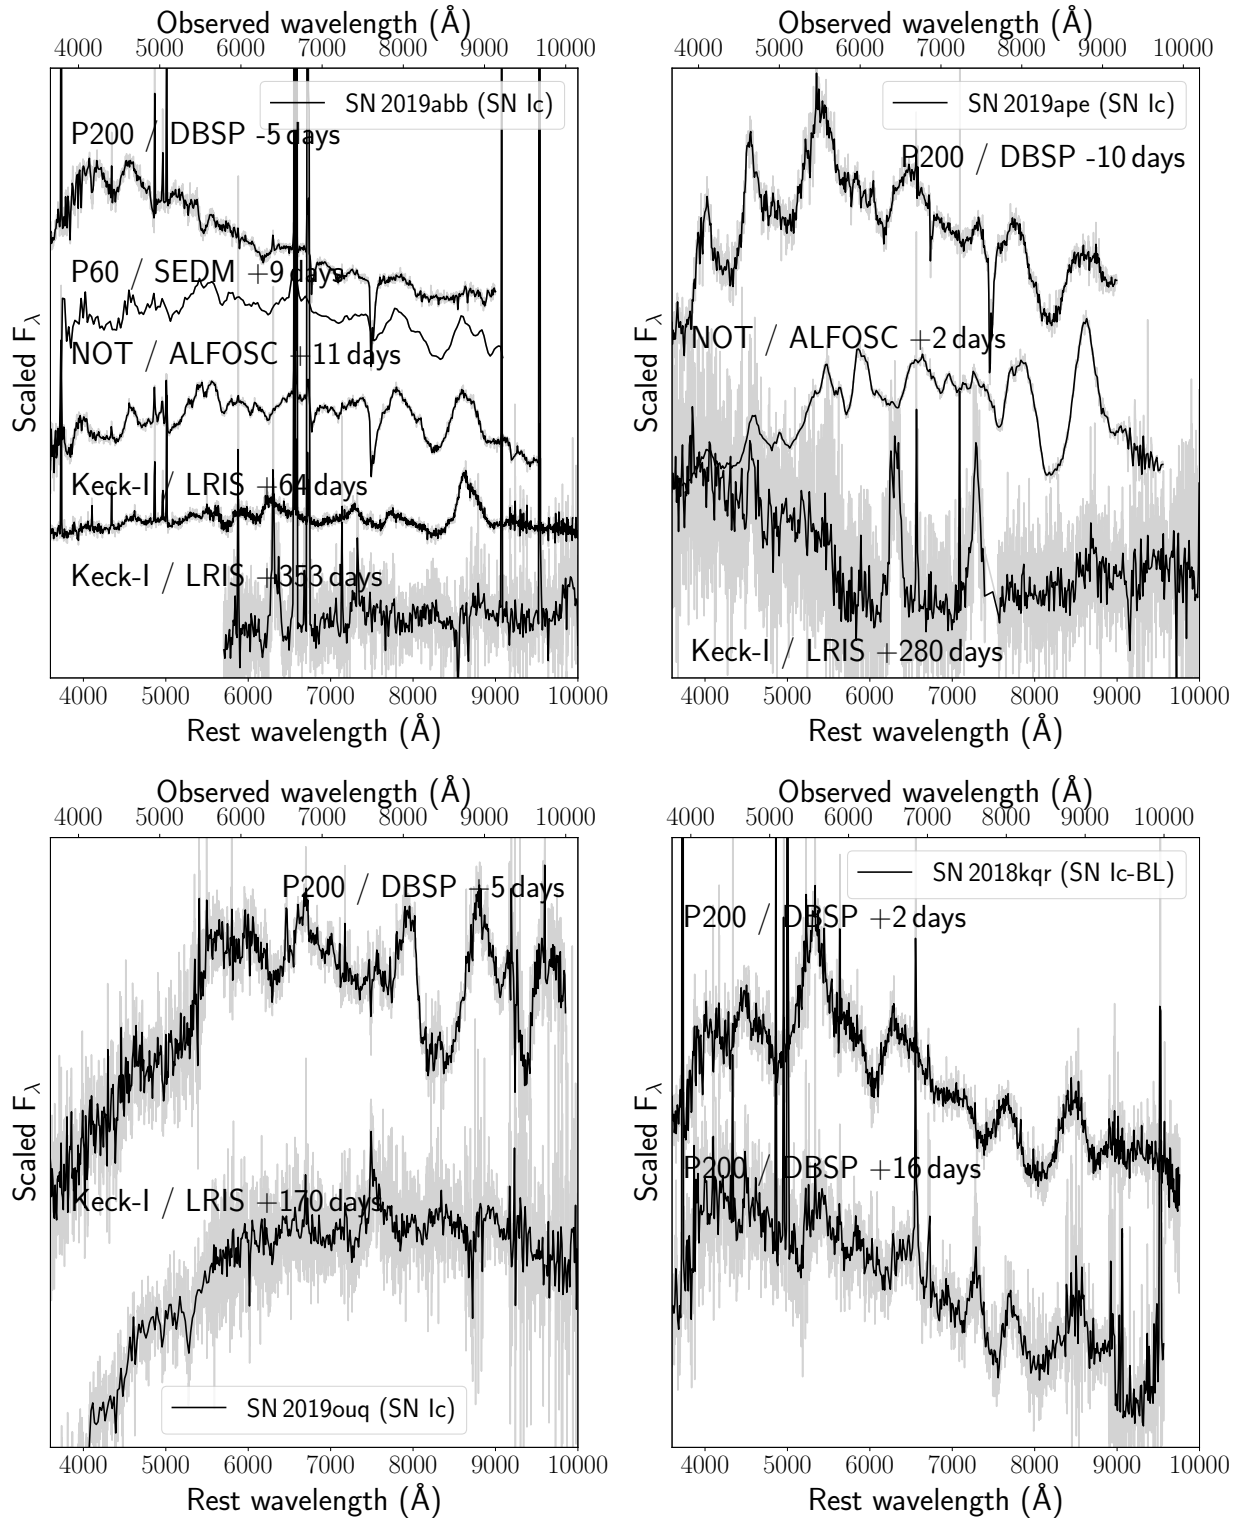 Observed wavelength (Å)
4000 5000 6000 7000 8000 9100 10000
SN 2019abb (SN Ic)
P200 / DBSP -5 days
P60 / SEDM +9 days
NOT / ALFOSC +11 days
Keck-I / LRIS +64 days
Keck-I / LRIS +353 days
Scaled F_λ
4000 5000 6000 7000 8000 9000 10000
Rest wavelength (Å)
Observed wavelength (Å)
4000 5000 6000 7000 8000 9100 10000
SN 2019ape (SN Ic)
P200 / DBSP -10 days
NOT / ALFOSC +2 days
Keck-I / LRIS +280 days
Scaled F_λ
4000 5000 6000 7000 8000 9000 10000
Rest wavelength (Å)
Observed wavelength (Å)
4000 5000 6000 7000 8000 9000 10000
P200 / DBSP +5 days
Keck-I / LRIS +170 days
SN 2019ouq (SN Ic)
Scaled F_λ
4000 5000 6000 7000 8000 9000 10000
Rest wavelength (Å)
Observed wavelength (Å)
4000 5000 6000 7000 8000 9100 10000
SN 2018kqr (SN Ic-BL)
P200 / DBSP +2 days
P200 / DBSP +16 days
Scaled F_λ
4000 5000 6000 7000 8000 9000 10000
Rest wavelength (Å)